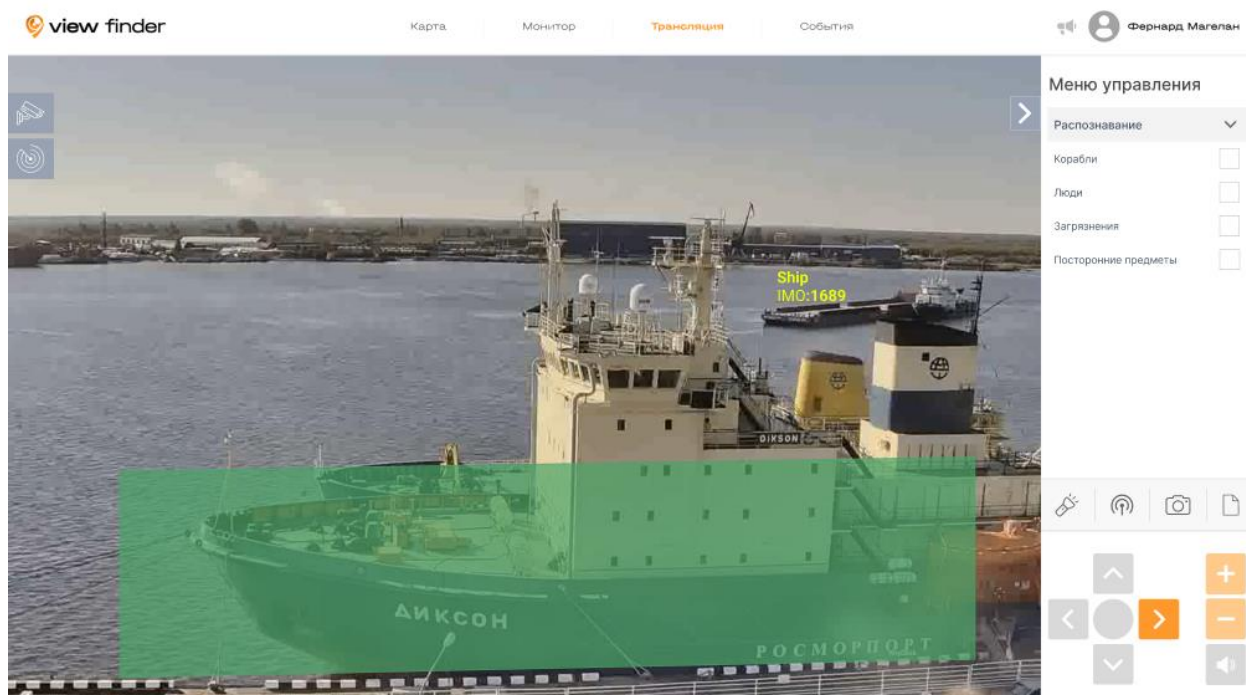 view finder
Карта
Монитор
Трансляция
События
Фернард Магелан
Меню управления
Распознавание
Корабли
Люди
Загрязнения
Посторонние предметы
Ship
IMO:1689
DIKSON
ДИКСОН
РОСМОРПОРТ